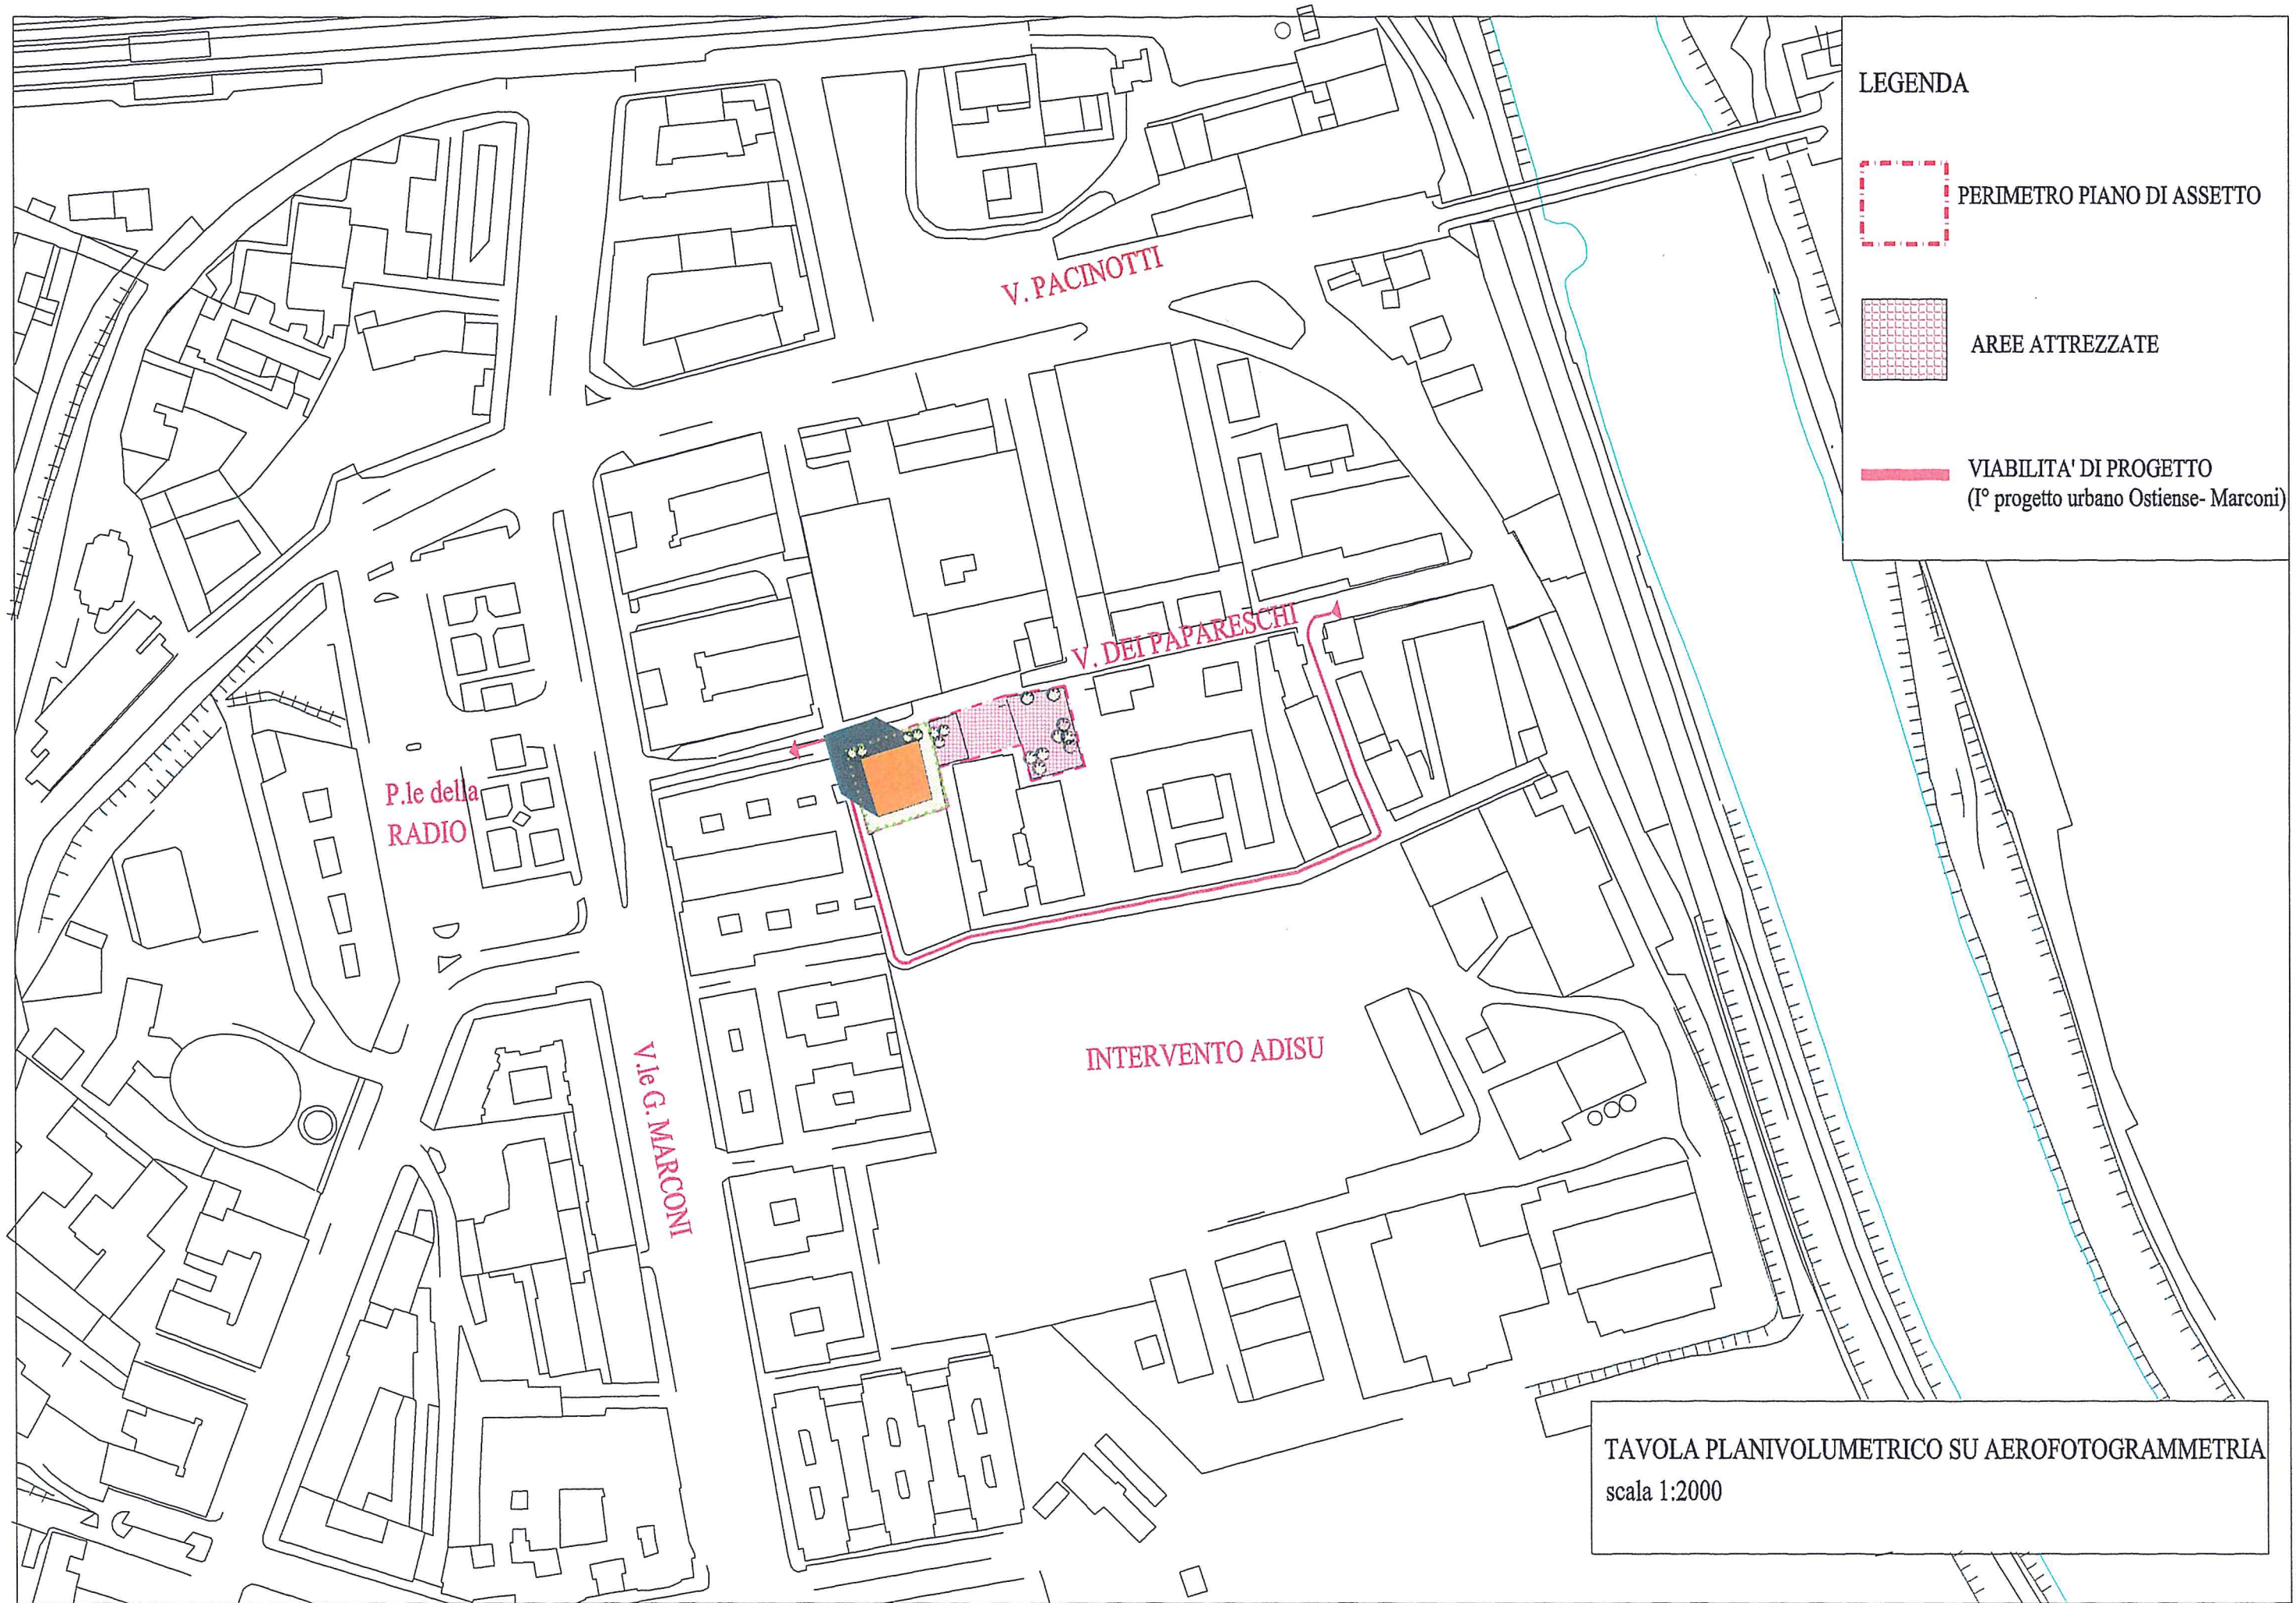 LEGENDA
PERIMETRO PIANO DI ASSETTO
AREE ATTREZZATE
VIABILITA' DI PROGETTO
(I° progetto urbano Ostiense- Marconi)
V. PACINOTTI
V. DEI PAPARESCHI
P.le della
RADIO
V.le G. MARCONI
INTERVENTO ADISU
TAVOLA PLANIVOLUMETRICO SU AEROFOTOGRAMMETRIA
scala 1:2000